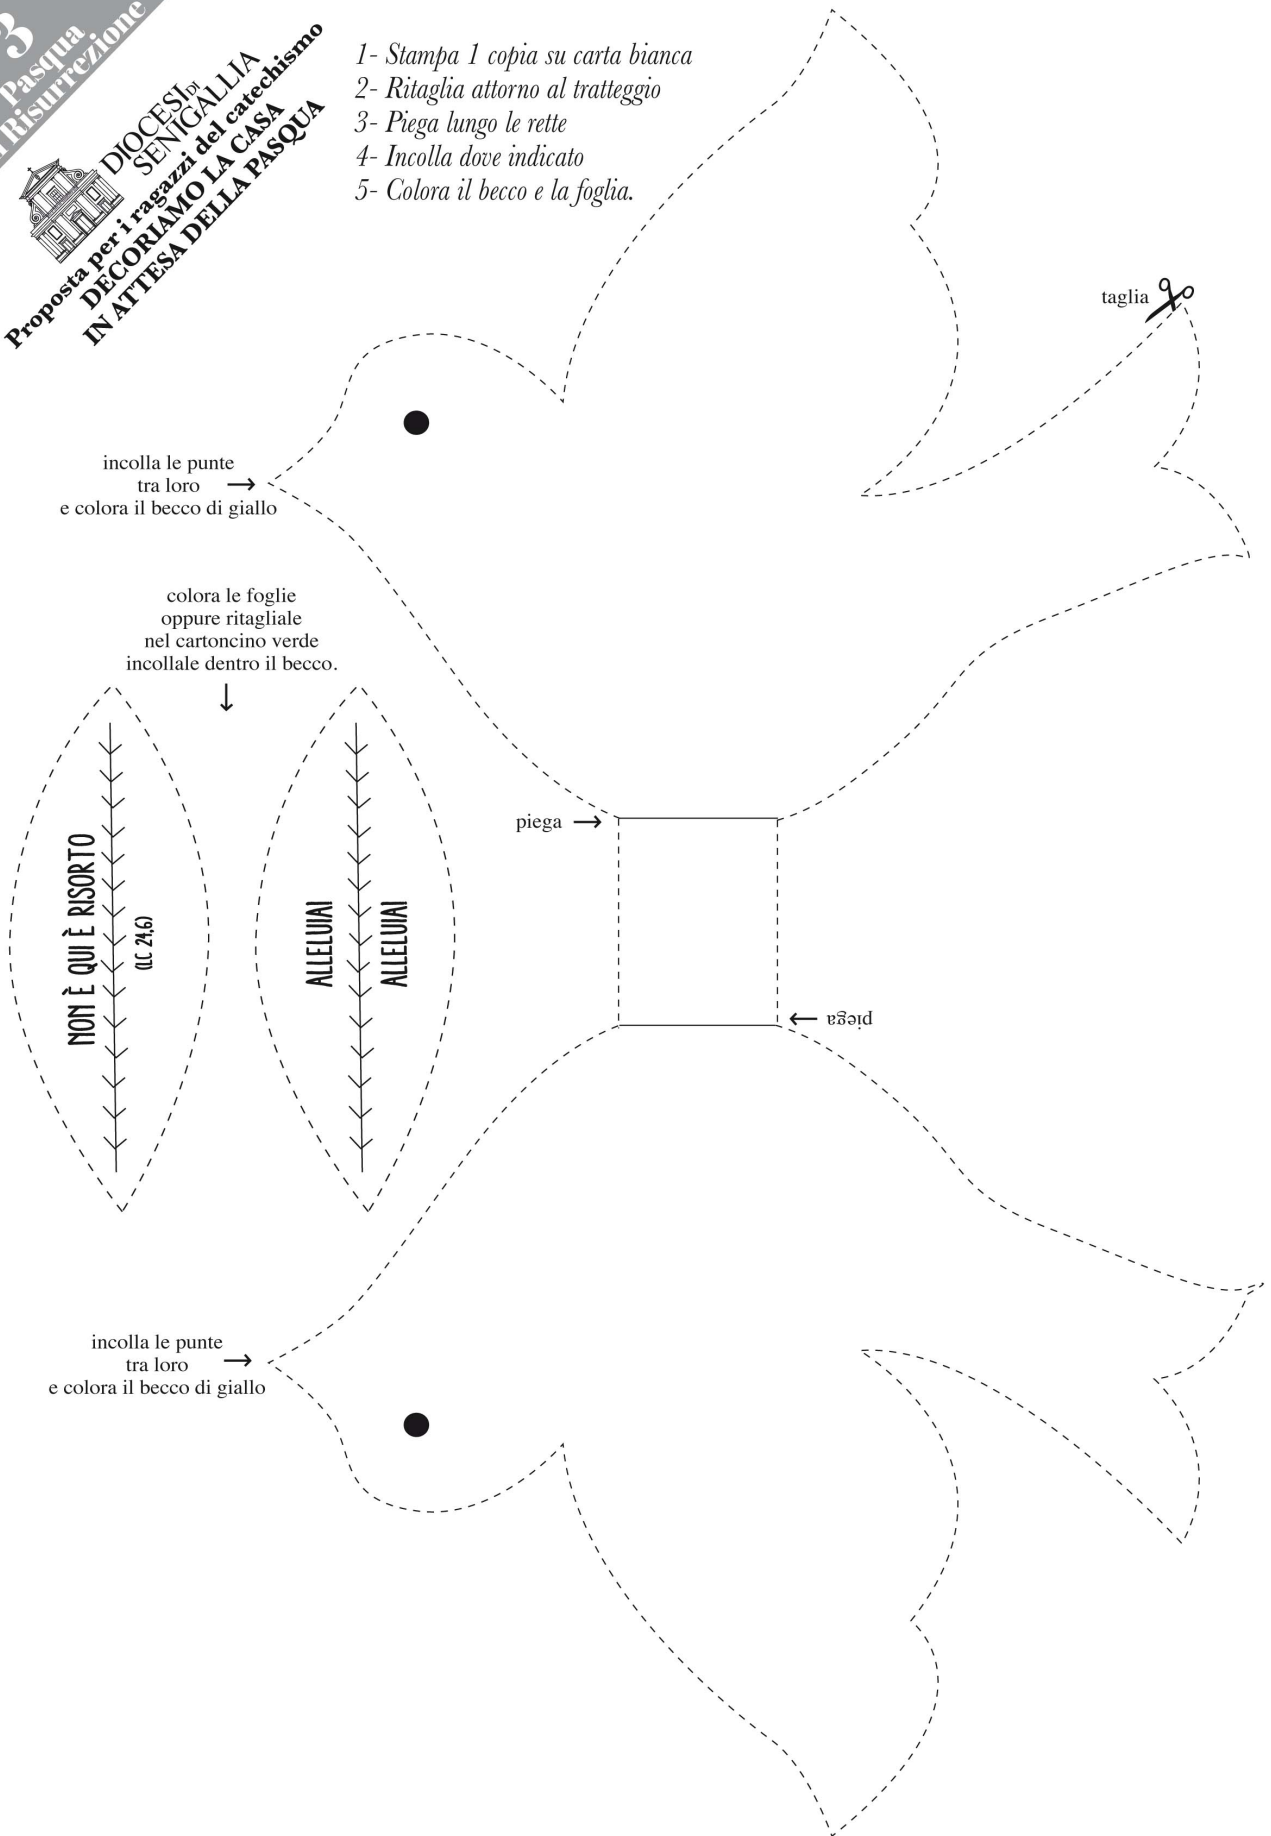 3
Pasqua
Risurrezione
DIOCESI DI
SENIGALLIA
Proposta per i ragazzi del catechismo
DECORIAMO LA CASA
IN ATTESA DELLA PASQUA
1- Stampa 1 copia su carta bianca
2- Ritaglia attorno al tratteggio
3- Piega lungo le rette
4- Incolla dove indicato
5- Colora il becco e la foglia.
taglia
incolla le punte
tra loro
e colora il becco di giallo
colora le foglie
oppure ritagliale
nel cartoncino verde
incollale dentro il becco.
NON È QUI È RISORTO
(LC 24,6)
ALLELUIA!
ALLELUIA!
piega
piega
incolla le punte
tra loro
e colora il becco di giallo